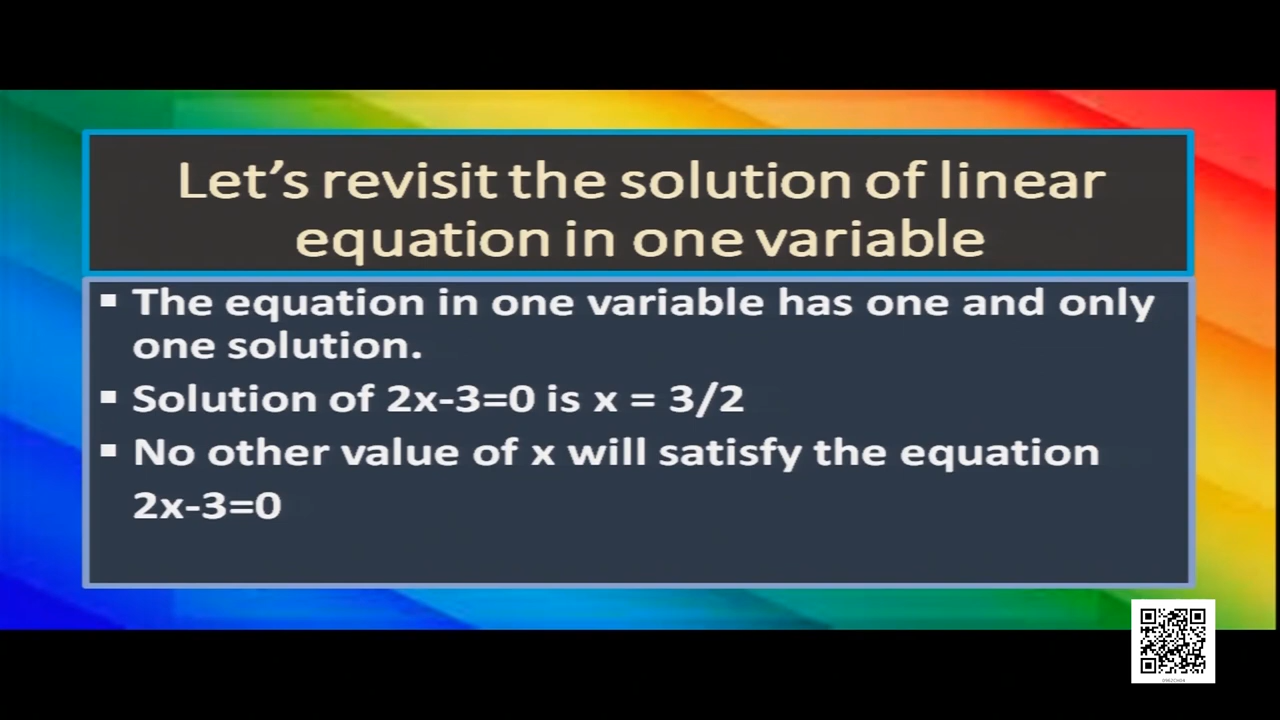 Let’s revisit the solution of linear
equation in one variable
▪ The equation in one variable has one and only
one solution.
▪ Solution of 2x-3=0 is x = 3/2
▪ No other value of x will satisfy the equation
2x-3=0